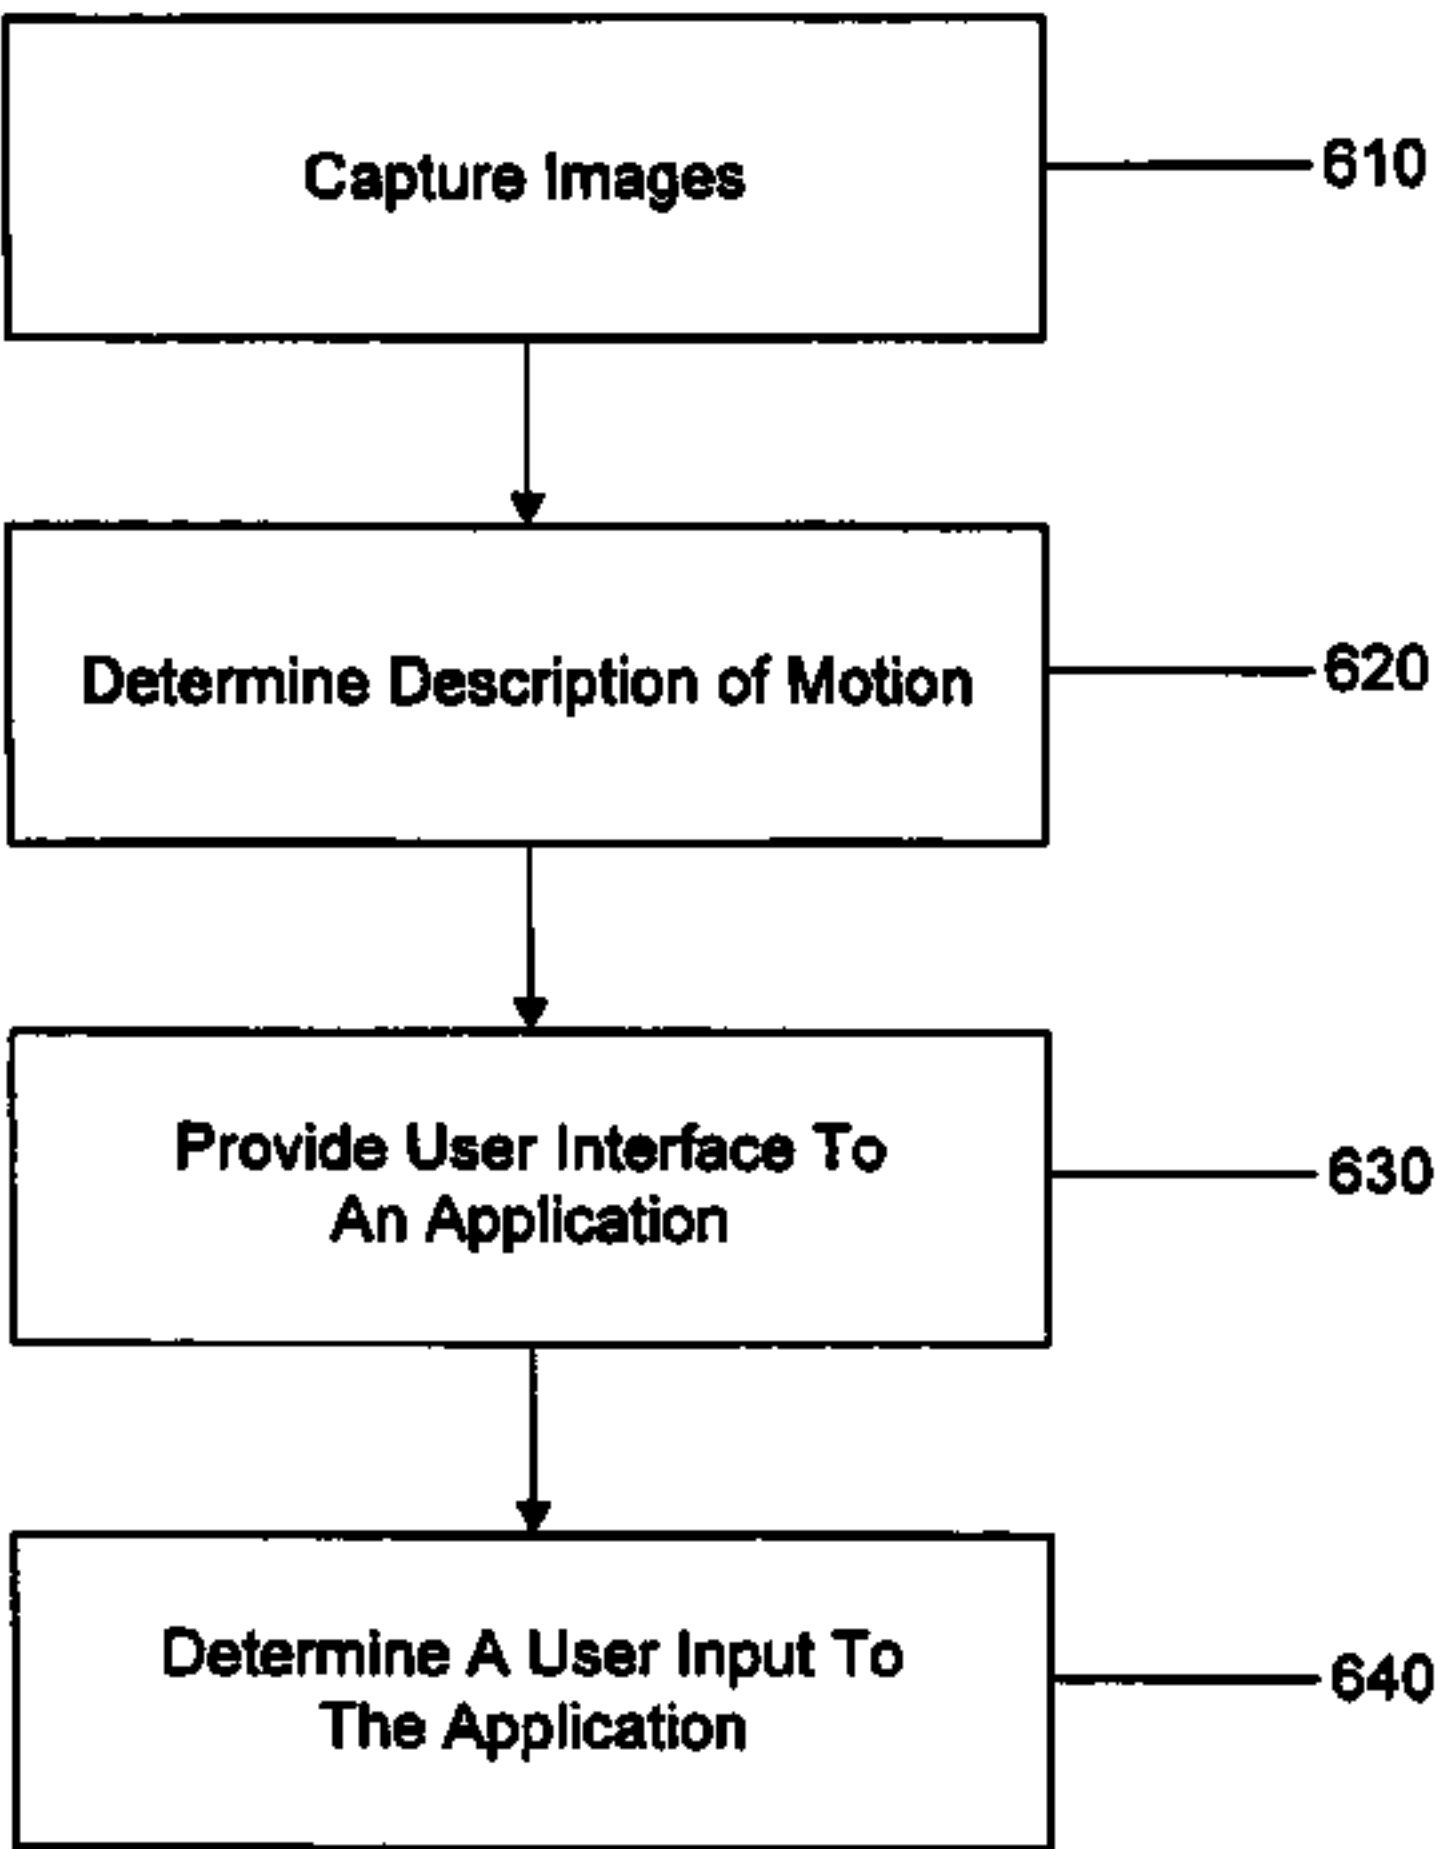 Capture Images
610
Determine Description of Motion
620
Provide User Interface To
An Application
630
Determine A User Input To
The Application
640